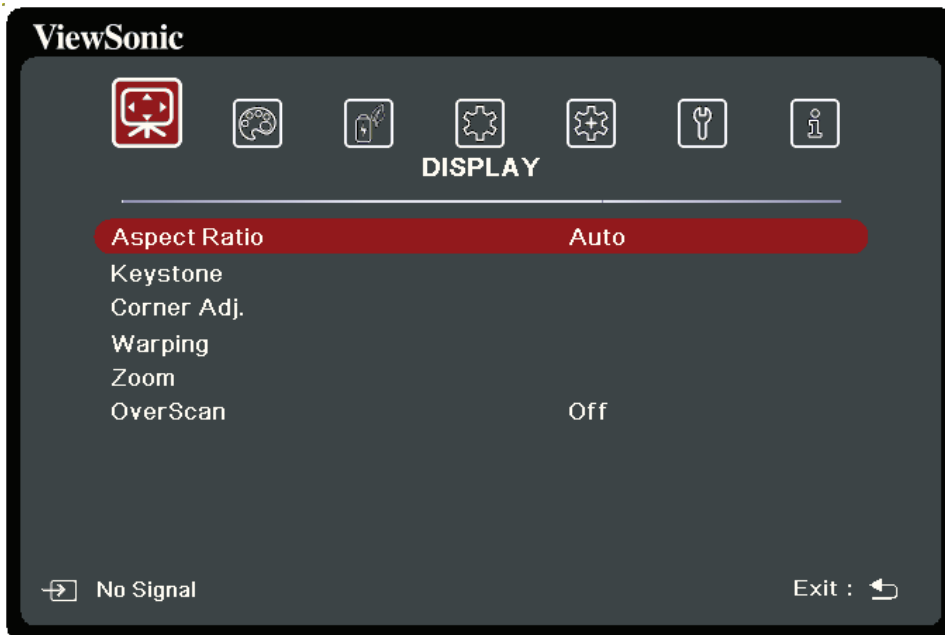 ViewSonic
DISPLAY
Aspect Ratio Auto
Keystone
Corner Adj.
Warping
Zoom
OverScan Off
No Signal Exit :